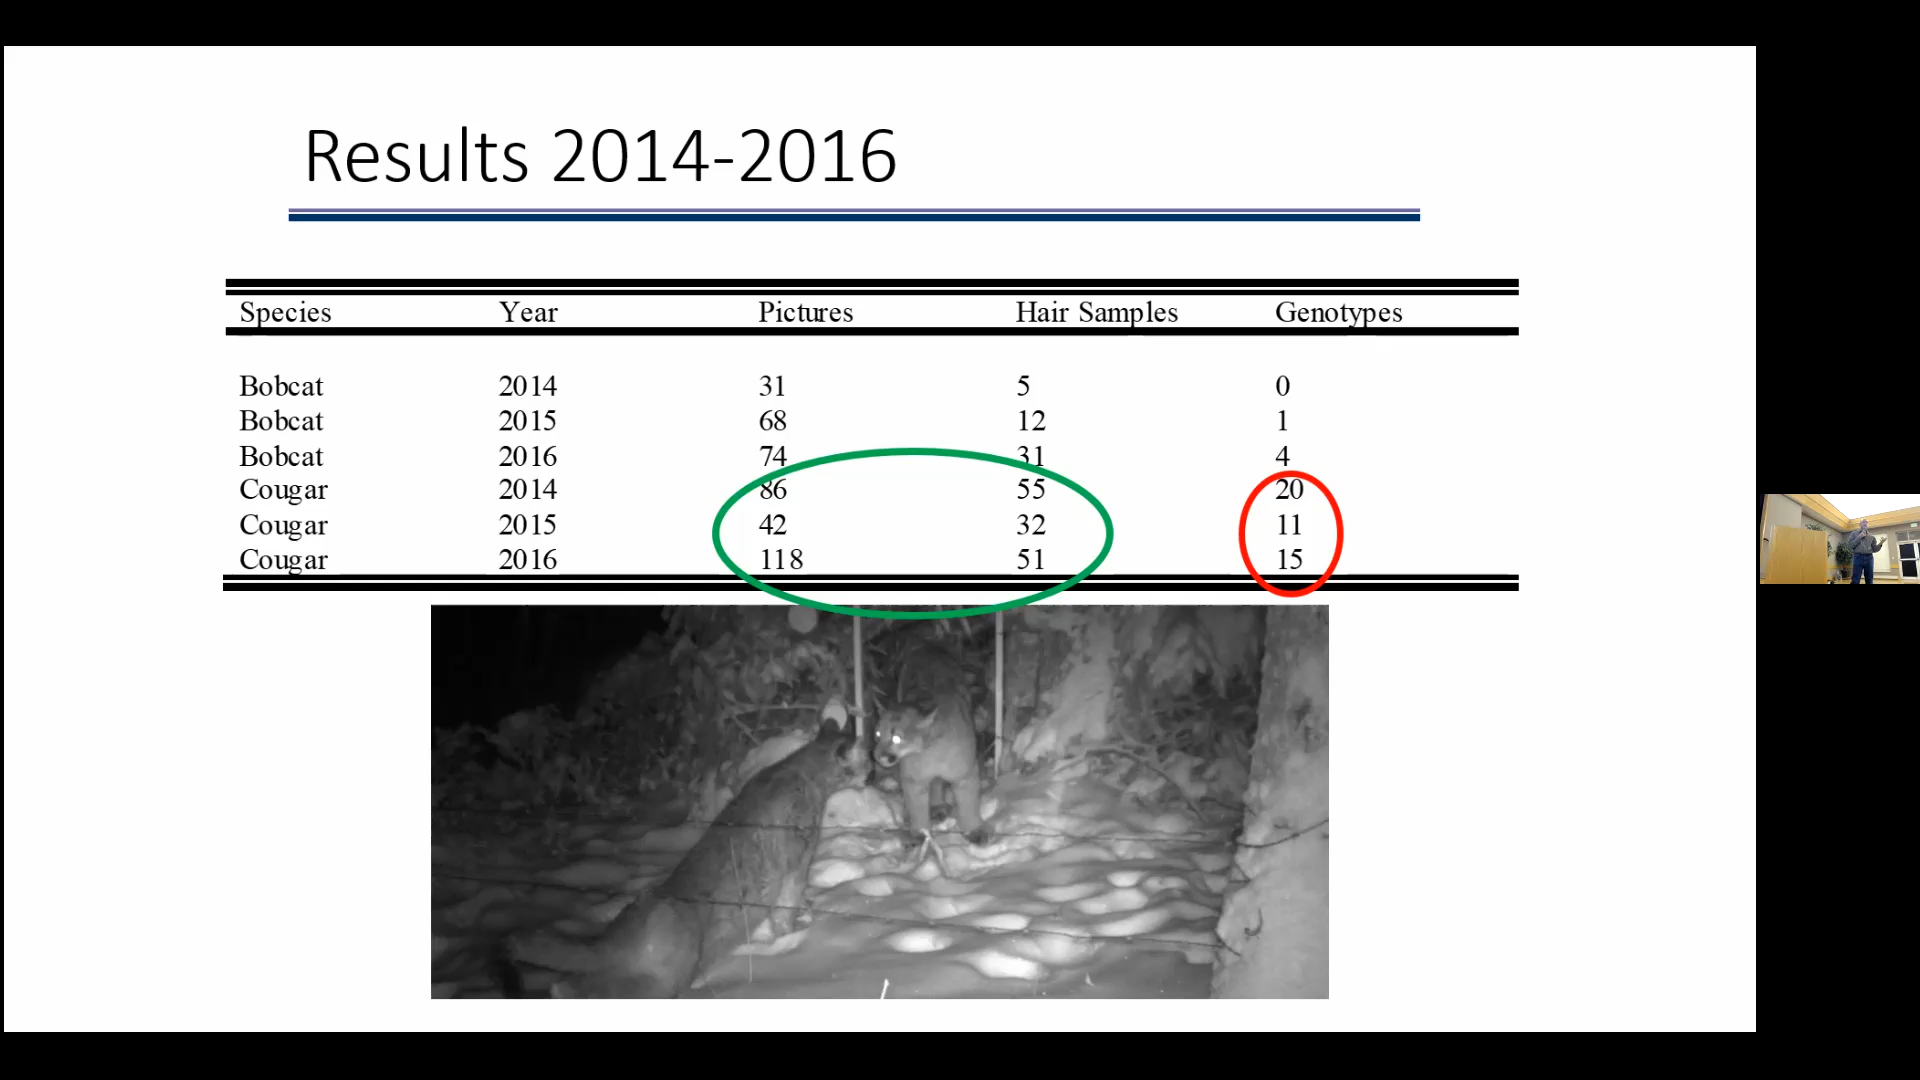 Results 2014-2016
Species Year Pictures Hair Samples Genotypes
Bobcat 2014 31 5 0
Bobcat 2015 68 12 1
Bobcat 2016 74 31 4
Cougar 2014 86 55 20
Cougar 2015 42 32 11
Cougar 2016 118 51 15